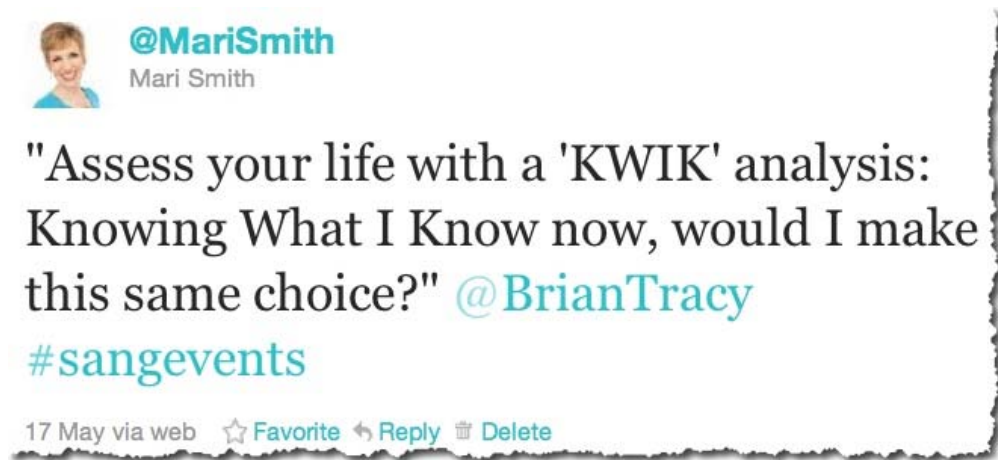 @MariSmith
Mari Smith
"Assess your life with a 'KWIK' analysis:
Knowing What I Know now, would I make
this same choice?" @BrianTracy
#sangevents
17 May via web Favorite Reply Delete